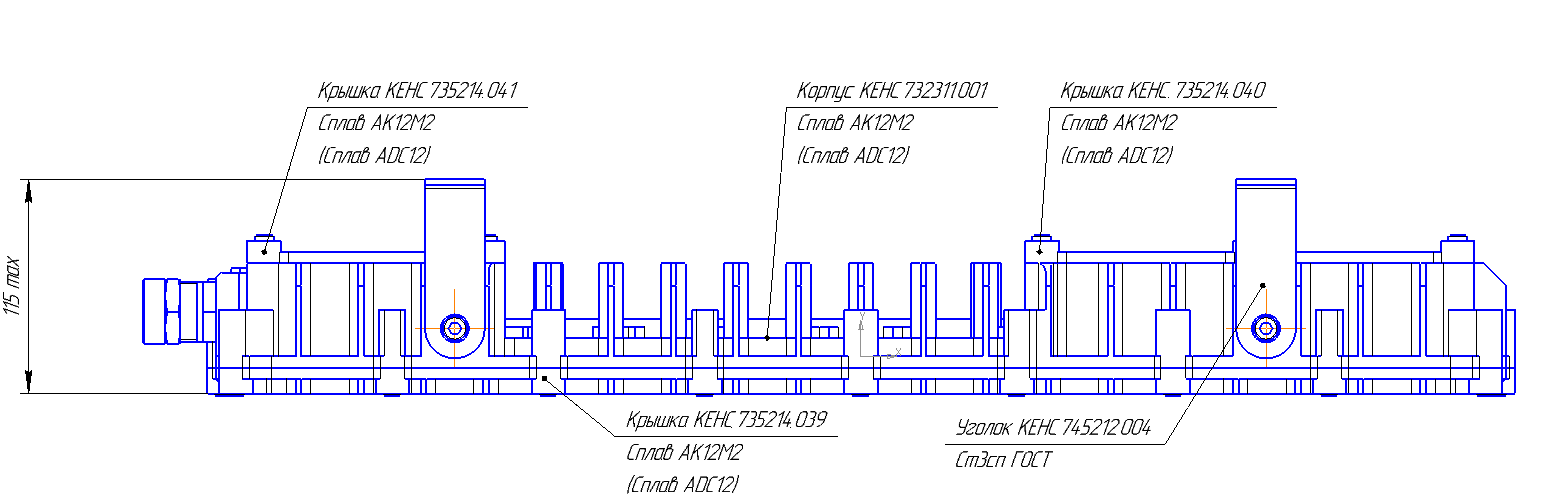 Крышка КЕНС 735214.041
Сплав АК12М2
(Сплав ADC12)
Корпус КЕНС 732311.001
Сплав АК12М2
(Сплав ADC12)
Крышка КЕНС. 735214.040
Сплав АК12М2
(Сплав ADC12)
115 max
Y
X
Крышка КЕНС 735214.039
Сплав АК12М2
(Сплав ADC12)
Уголок КЕНС 745212.004
Ст3сп ГОСТ